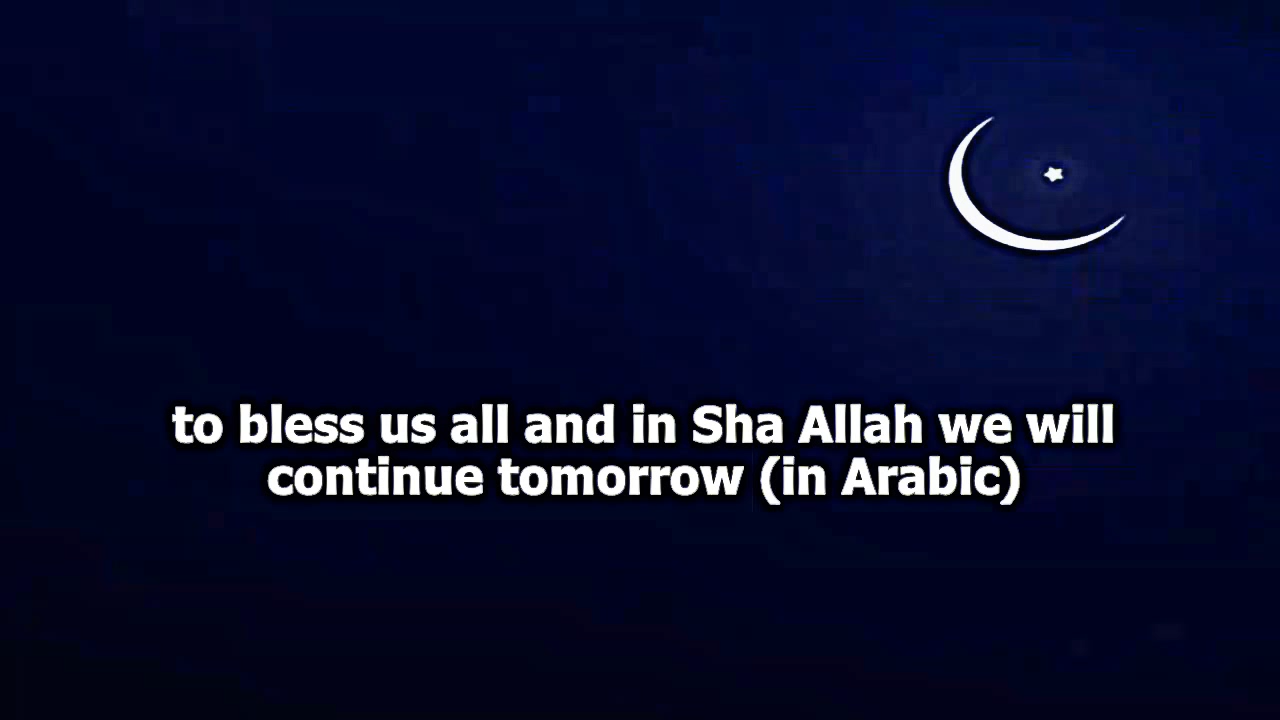 to bless us all and in Sha Allah we will
continue tomorrow (in Arabic)